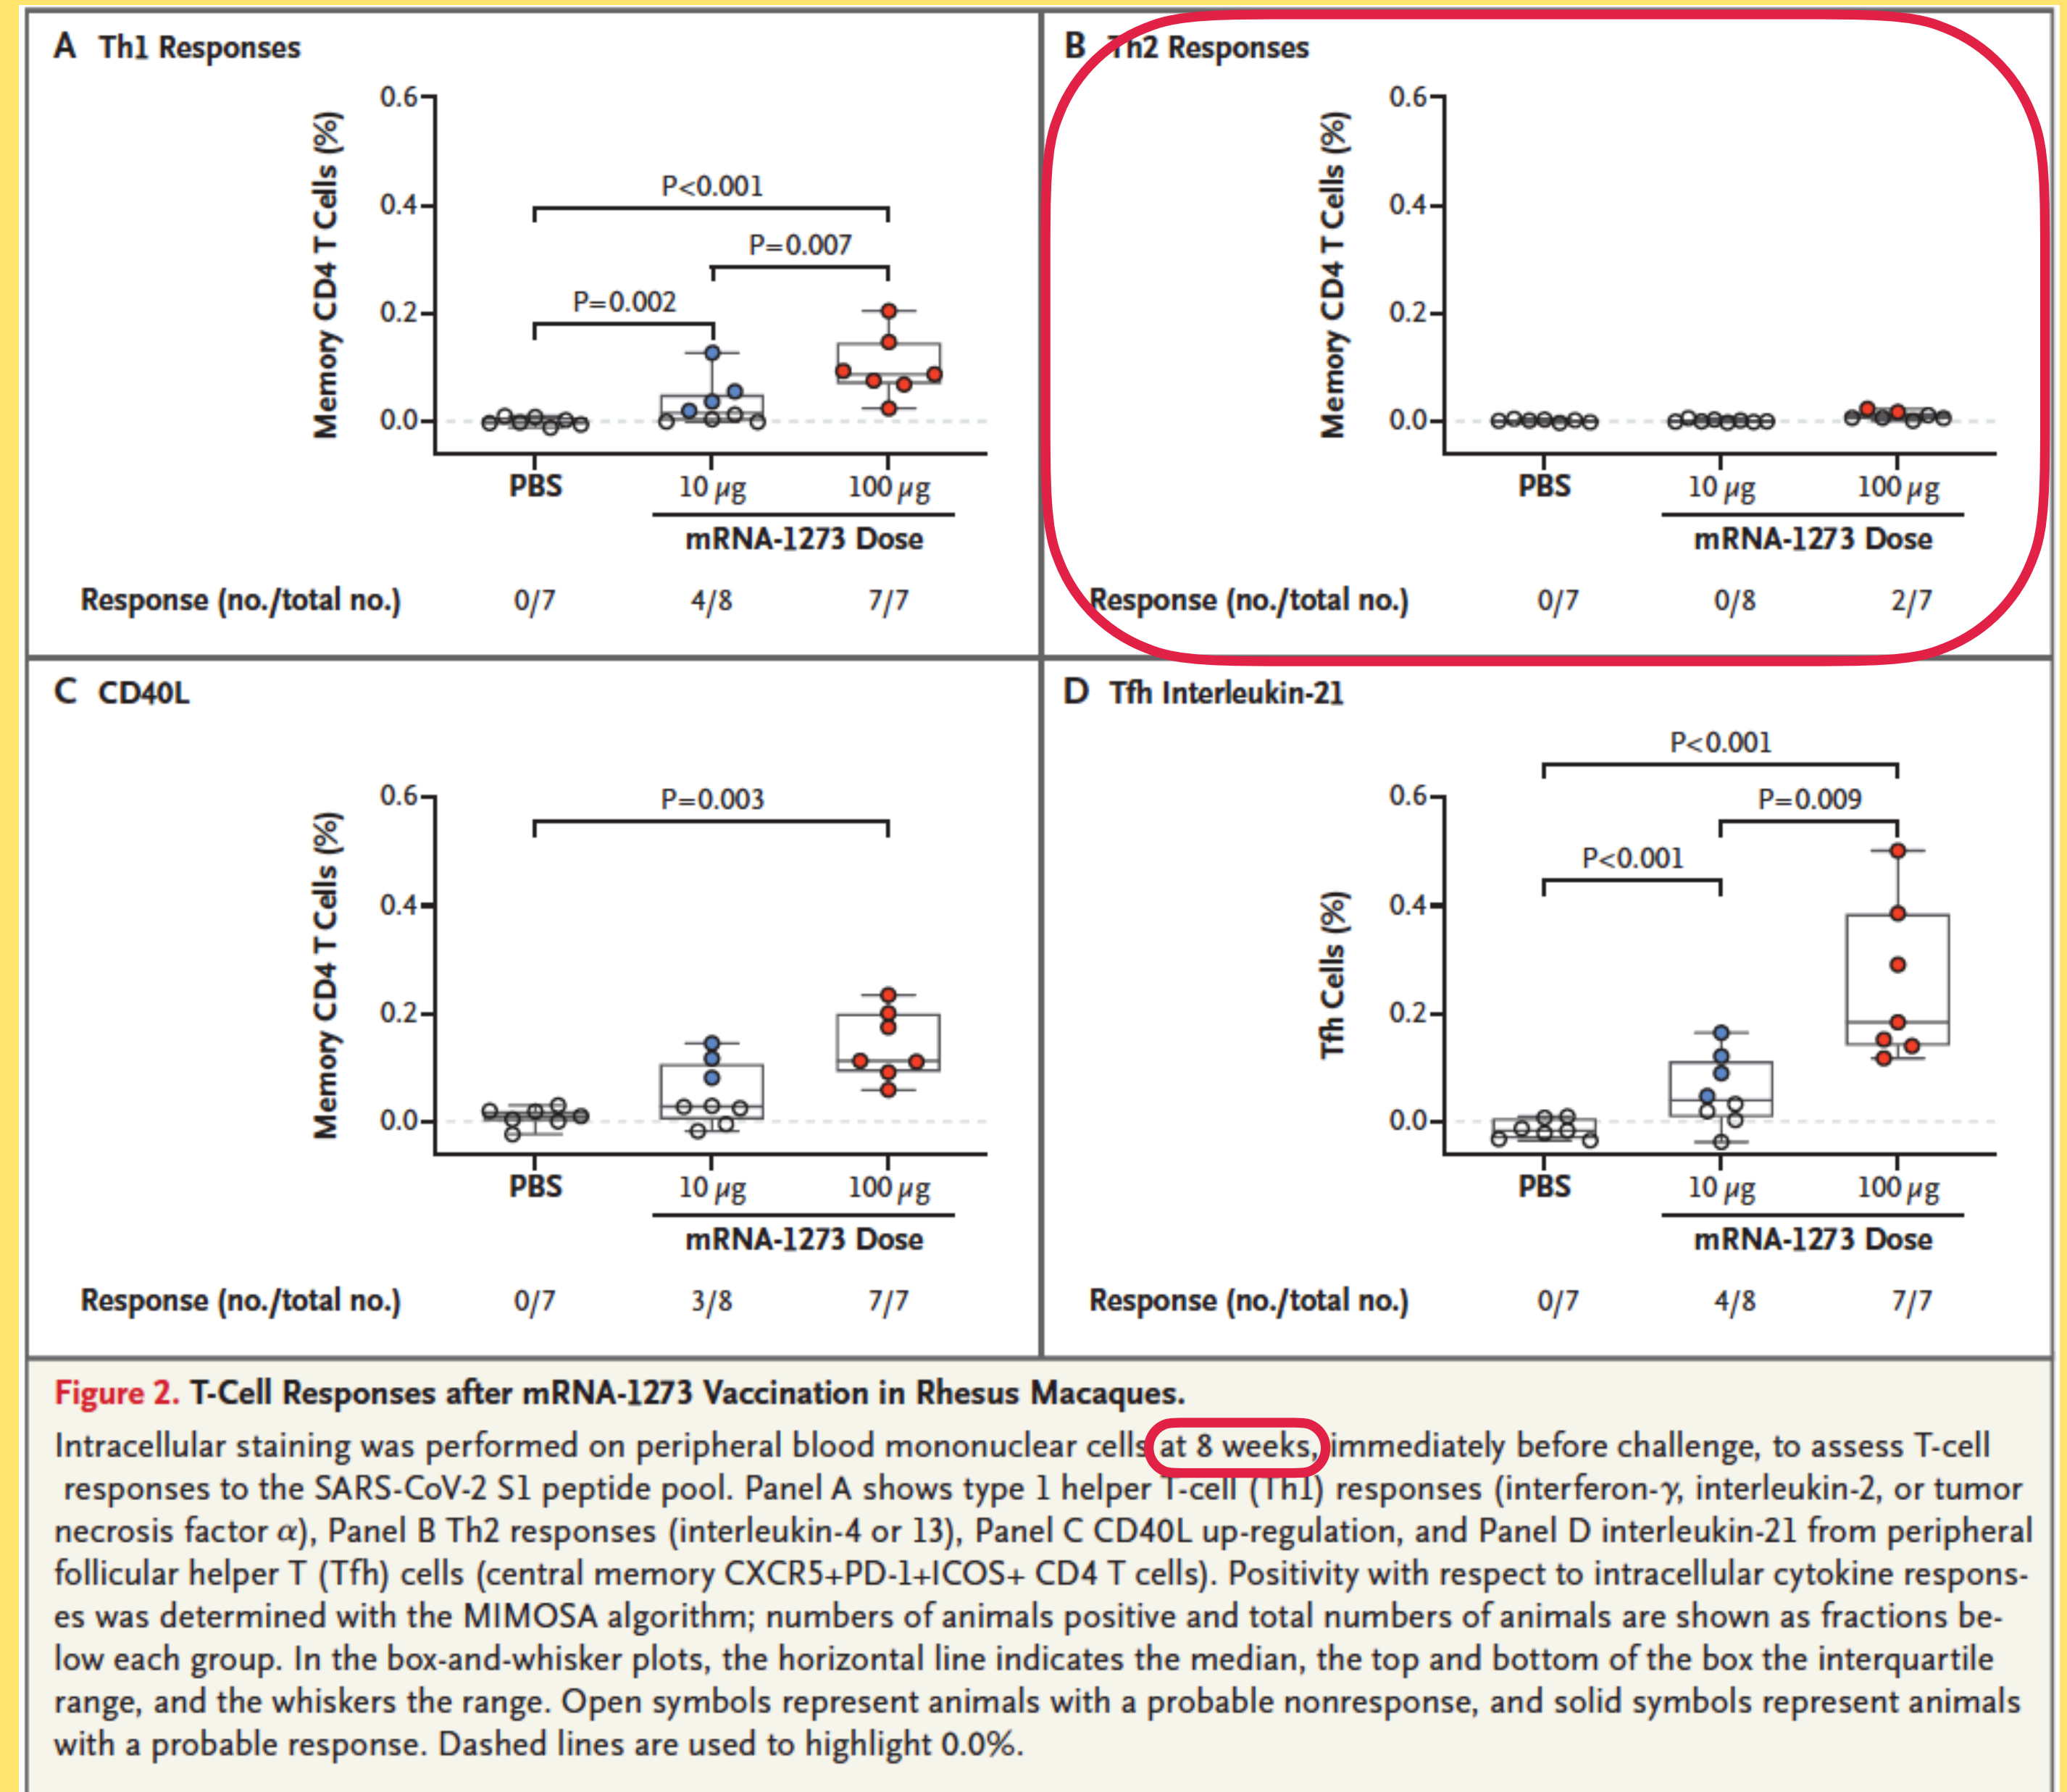 A Th1 Responses
Memory CD4 T Cells (%)
0.6
0.4
0.2
0.0
P<0.001
P=0.007
P=0.002
PBS
10 µg
100 µg
mRNA-1273 Dose
Response (no./total no.)
0/7
4/8
7/7
B Th2 Responses
Memory CD4 T Cells (%)
0.6
0.4
0.2
0.0
PBS
10 µg
100 µg
mRNA-1273 Dose
Response (no./total no.)
0/7
0/8
2/7
C CD40L
Memory CD4 T Cells (%)
0.6
0.4
0.2
0.0
P=0.003
PBS
10 µg
100 µg
mRNA-1273 Dose
Response (no./total no.)
0/7
3/8
7/7
D Tfh Interleukin-21
Tfh Cells (%)
0.6
0.4
0.2
0.0
P<0.001
P=0.009
P<0.001
PBS
10 µg
100 µg
mRNA-1273 Dose
Response (no./total no.)
0/7
4/8
7/7
Figure 2. T-Cell Responses after mRNA-1273 Vaccination in Rhesus Macaques.
Intracellular staining was performed on peripheral blood mononuclear cells at 8 weeks, immediately before challenge, to assess T-cell
responses to the SARS-CoV-2 S1 peptide pool. Panel A shows type 1 helper T-cell (Th1) responses (interferon-γ, interleukin-2, or tumor
necrosis factor α), Panel B Th2 responses (interleukin-4 or 13), Panel C CD40L up-regulation, and Panel D interleukin-21 from peripheral
follicular helper T (Tfh) cells (central memory CXCR5+PD-1+ICOS+ CD4 T cells). Positivity with respect to intracellular cytokine respons-
es was determined with the MIMOSA algorithm; numbers of animals positive and total numbers of animals are shown as fractions be-
low each group. In the box-and-whisker plots, the horizontal line indicates the median, the top and bottom of the box the interquartile
range, and the whiskers the range. Open symbols represent animals with a probable nonresponse, and solid symbols represent animals
with a probable response. Dashed lines are used to highlight 0.0%.